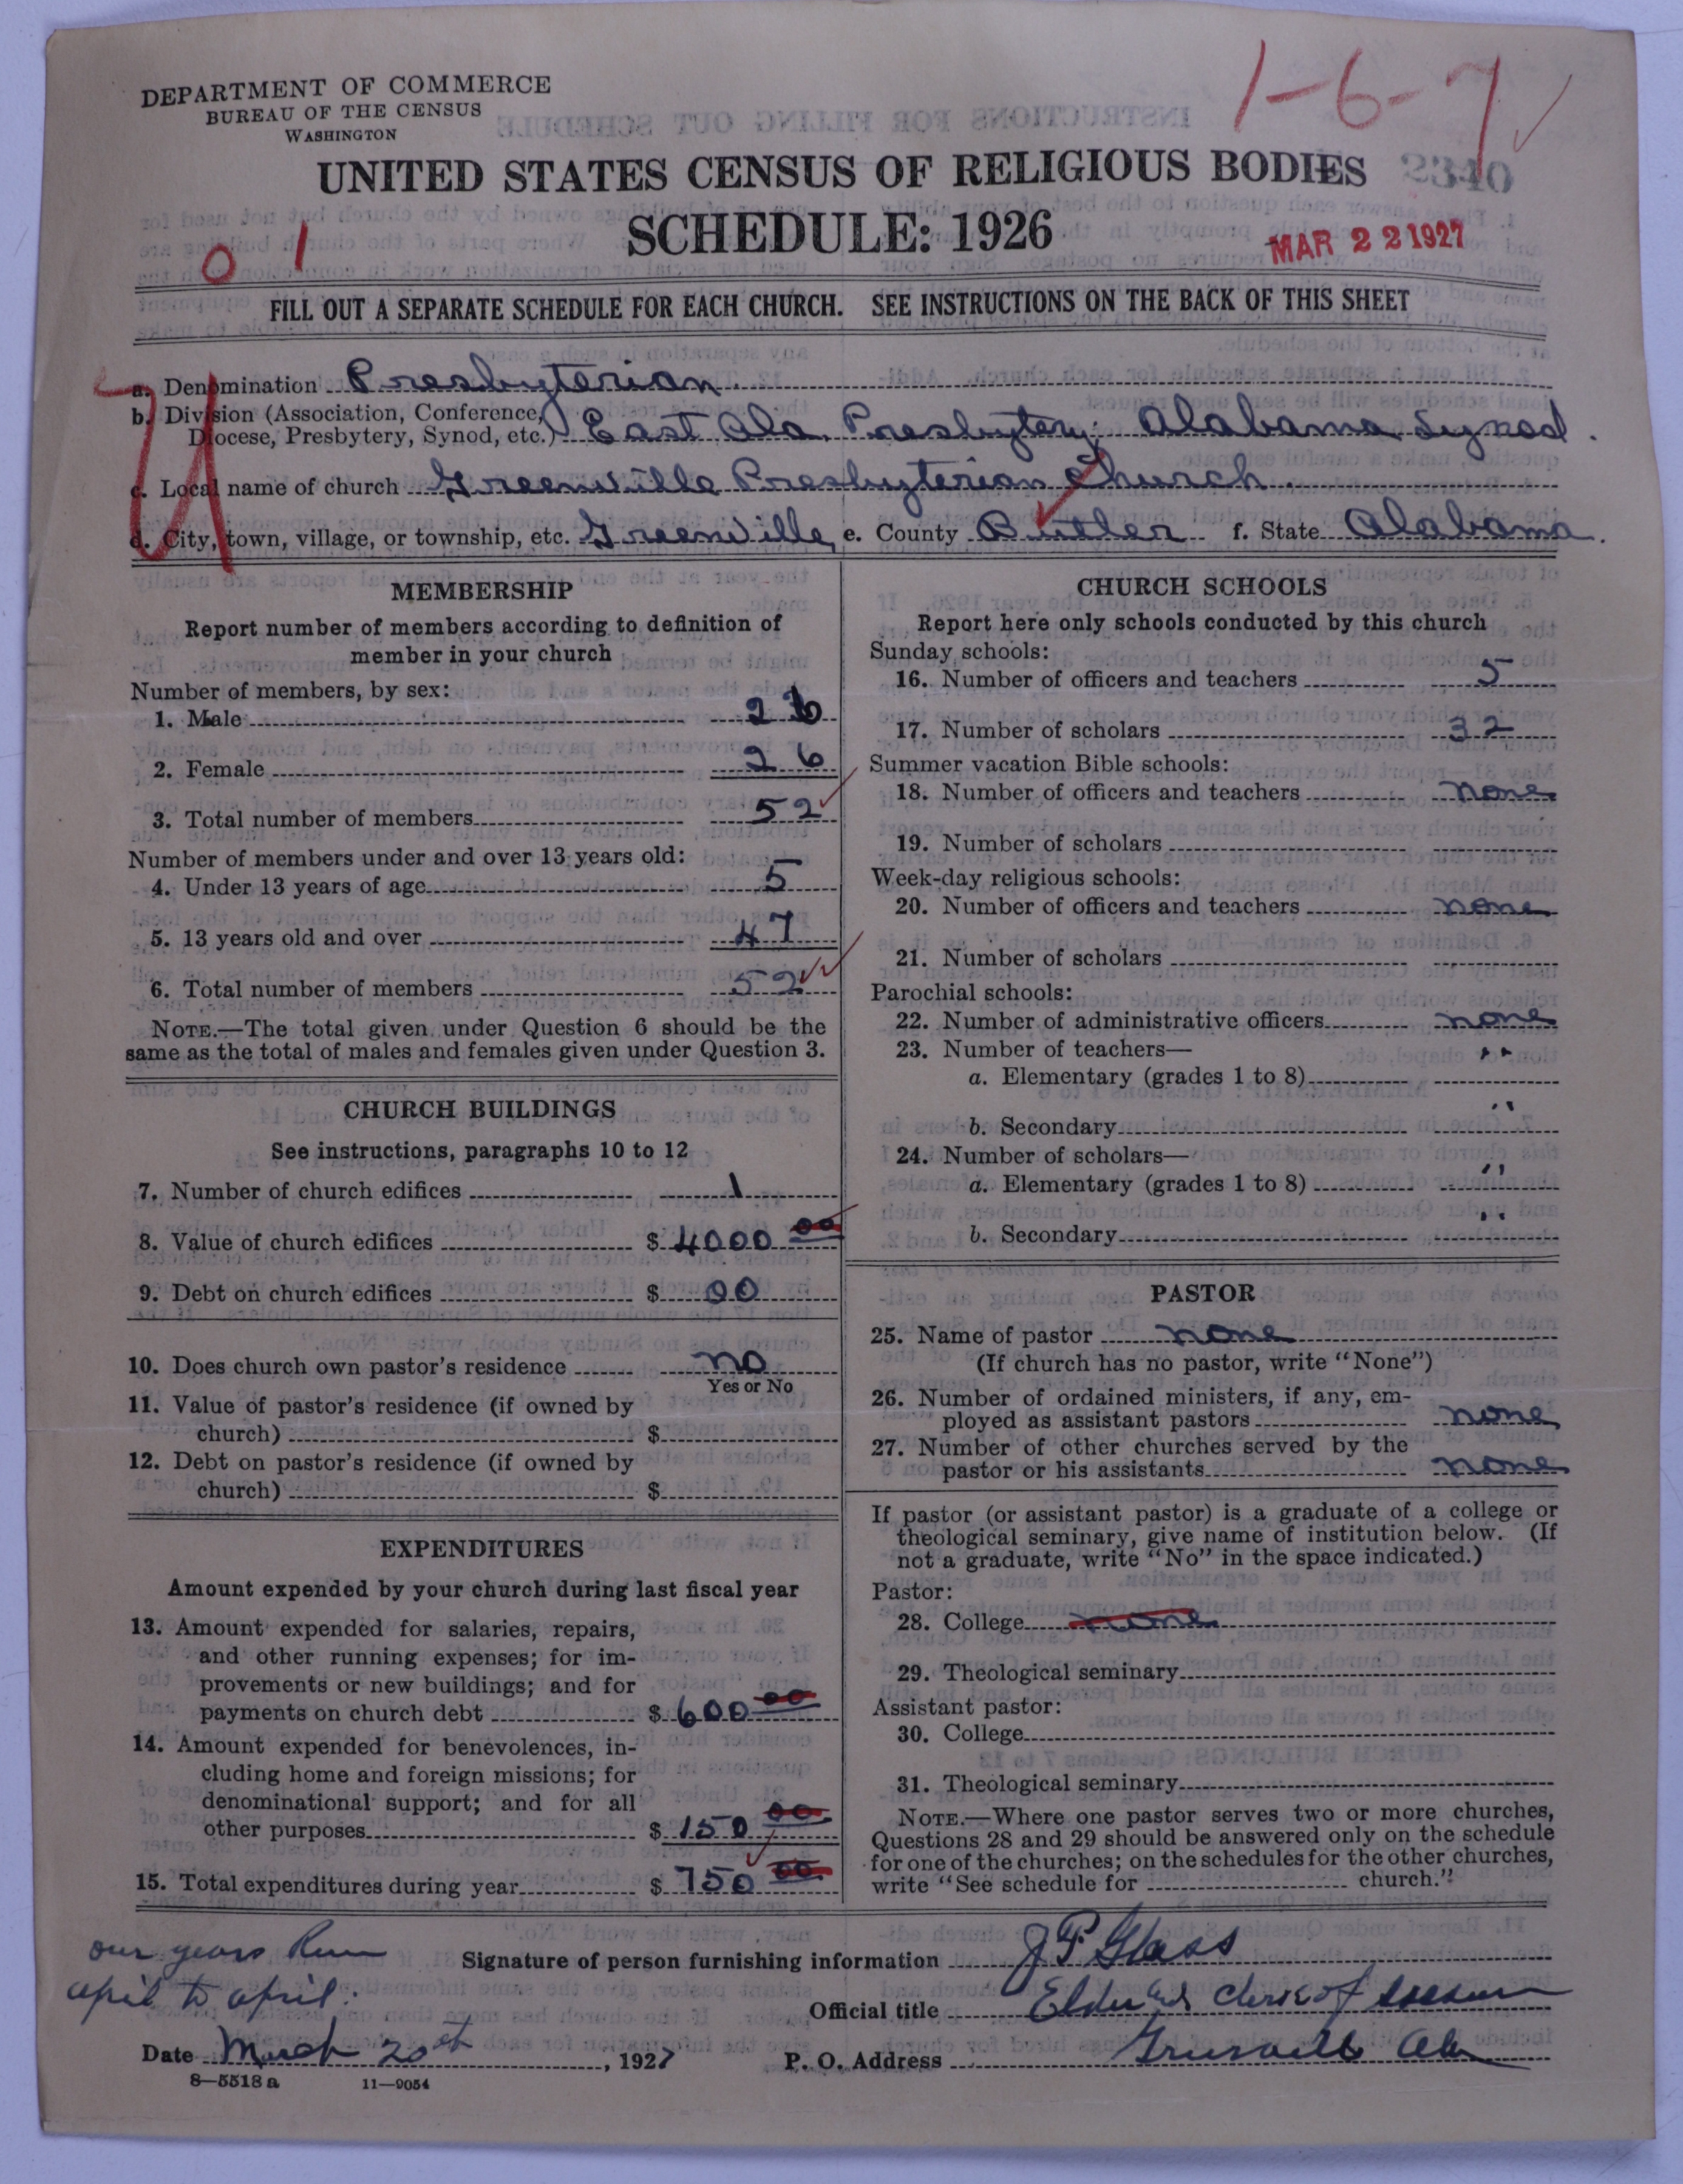 DEPARTMENT OF COMMERCE
BUREAU OF THE CENSUS
WASHINGTON
1-6-7
UNITED STATES CENSUS OF RELIGIOUS BODIES
2340
SCHEDULE: 1926
MAR 22 1927
0 1
FILL OUT A SEPARATE SCHEDULE FOR EACH CHURCH. SEE INSTRUCTIONS ON THE BACK OF THIS SHEET
a. Denomination Presbyterian
b. Division (Association, Conference,
Diocese, Presbytery, Synod, etc.) East Ala. Presbytery; Alabama Synod.
c. Local name of church Greenville Presbyterian Church.
d. City, town, village, or township, etc. Greenville, e. County Butler f. State Alabama.
MEMBERSHIP
Report number of members according to definition of
member in your church
Number of members, by sex:
1. Male 26
2. Female 26
3. Total number of members 52
Number of members under and over 13 years old:
4. Under 13 years of age 5
5. 13 years old and over 47
6. Total number of members 52
NOTE.—The total given under Question 6 should be the
same as the total of males and females given under Question 3.
CHURCH BUILDINGS
See instructions, paragraphs 10 to 12
7. Number of church edifices 1
8. Value of church edifices $ 4000 00
9. Debt on church edifices $ 00
10. Does church own pastor's residence no
Yes or No
11. Value of pastor's residence (if owned by
church) $
12. Debt on pastor's residence (if owned by
church) $
EXPENDITURES
Amount expended by your church during last fiscal year
13. Amount expended for salaries, repairs,
and other running expenses; for im-
provements or new buildings; and for
payments on church debt $ 600 00
14. Amount expended for benevolences, in-
cluding home and foreign missions; for
denominational support; and for all
other purposes $ 150 00
15. Total expenditures during year $ 750 00
CHURCH SCHOOLS
Report here only schools conducted by this church
Sunday schools:
16. Number of officers and teachers 5
17. Number of scholars 32
Summer vacation Bible schools:
18. Number of officers and teachers none
19. Number of scholars
Week-day religious schools:
20. Number of officers and teachers none
21. Number of scholars
Parochial schools:
22. Number of administrative officers none
23. Number of teachers— "
a. Elementary (grades 1 to 8)
b. Secondary "
24. Number of scholars—
a. Elementary (grades 1 to 8) "
b. Secondary "
PASTOR
25. Name of pastor none
(If church has no pastor, write "None")
26. Number of ordained ministers, if any, em-
ployed as assistant pastors none
27. Number of other churches served by the
pastor or his assistants none
If pastor (or assistant pastor) is a graduate of a college or
theological seminary, give name of institution below. (If
not a graduate, write "No" in the space indicated.)
Pastor:
28. College none
29. Theological seminary
Assistant pastor:
30. College
31. Theological seminary
NOTE.—Where one pastor serves two or more churches,
Questions 28 and 29 should be answered only on the schedule
for one of the churches; on the schedules for the other churches,
write "See schedule for church."
our years Run
april to april.
Signature of person furnishing information J P Glass
Official title Elder and clerk of session
Date March 20th, 1927 P. O. Address Greenville Ala
8—5518 a 11—9054